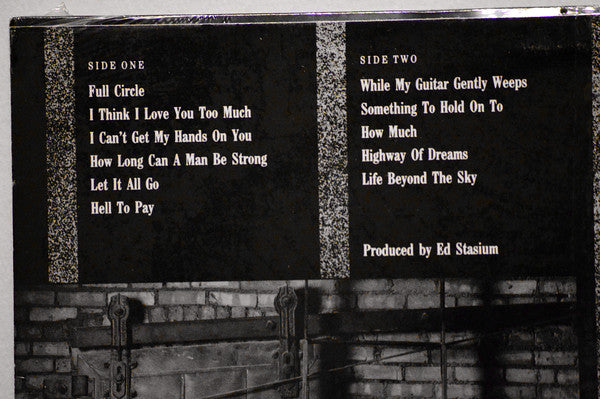 SIDE ONE
Full Circle
I Think I Love You Too Much
I Can't Get My Hands On You
How Long Can A Man Be Strong
Let It All Go
Hell To Pay
SIDE TWO
While My Guitar Gently Weeps
Something To Hold On To
How Much
Highway Of Dreams
Life Beyond The Sky
Produced by Ed Stasium